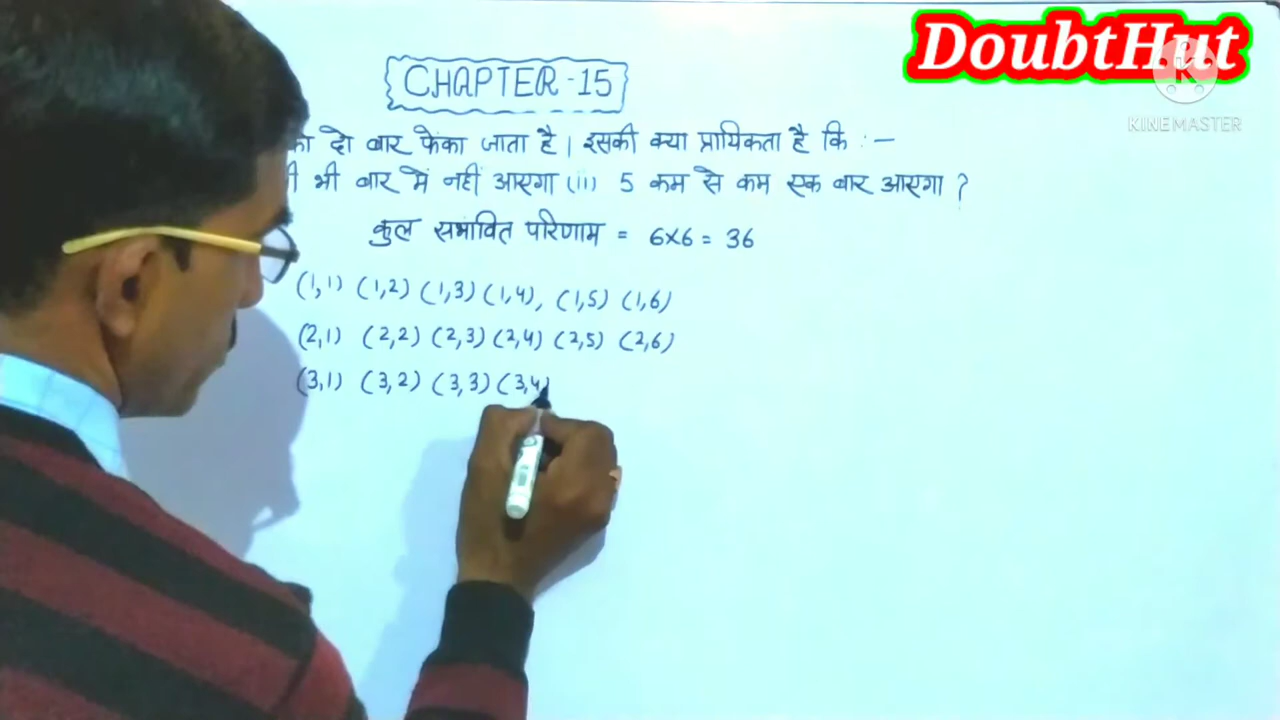 DoubtHut
KINEMASTER
CHAPTER-15
दो बार फेंका जाता है। इसकी क्या प्रायिकता है कि :-
भी बार में नहीं आएगा (ii) 5 कम से कम एक बार आएगा ?
कुल संभावित परिणाम = 6x6 = 36
(1,1) (1,2) (1,3) (1,4), (1,5) (1,6)
(2,1) (2,2) (2,3) (2,4) (2,5) (2,6)
(3,1) (3,2) (3,3) (3,4